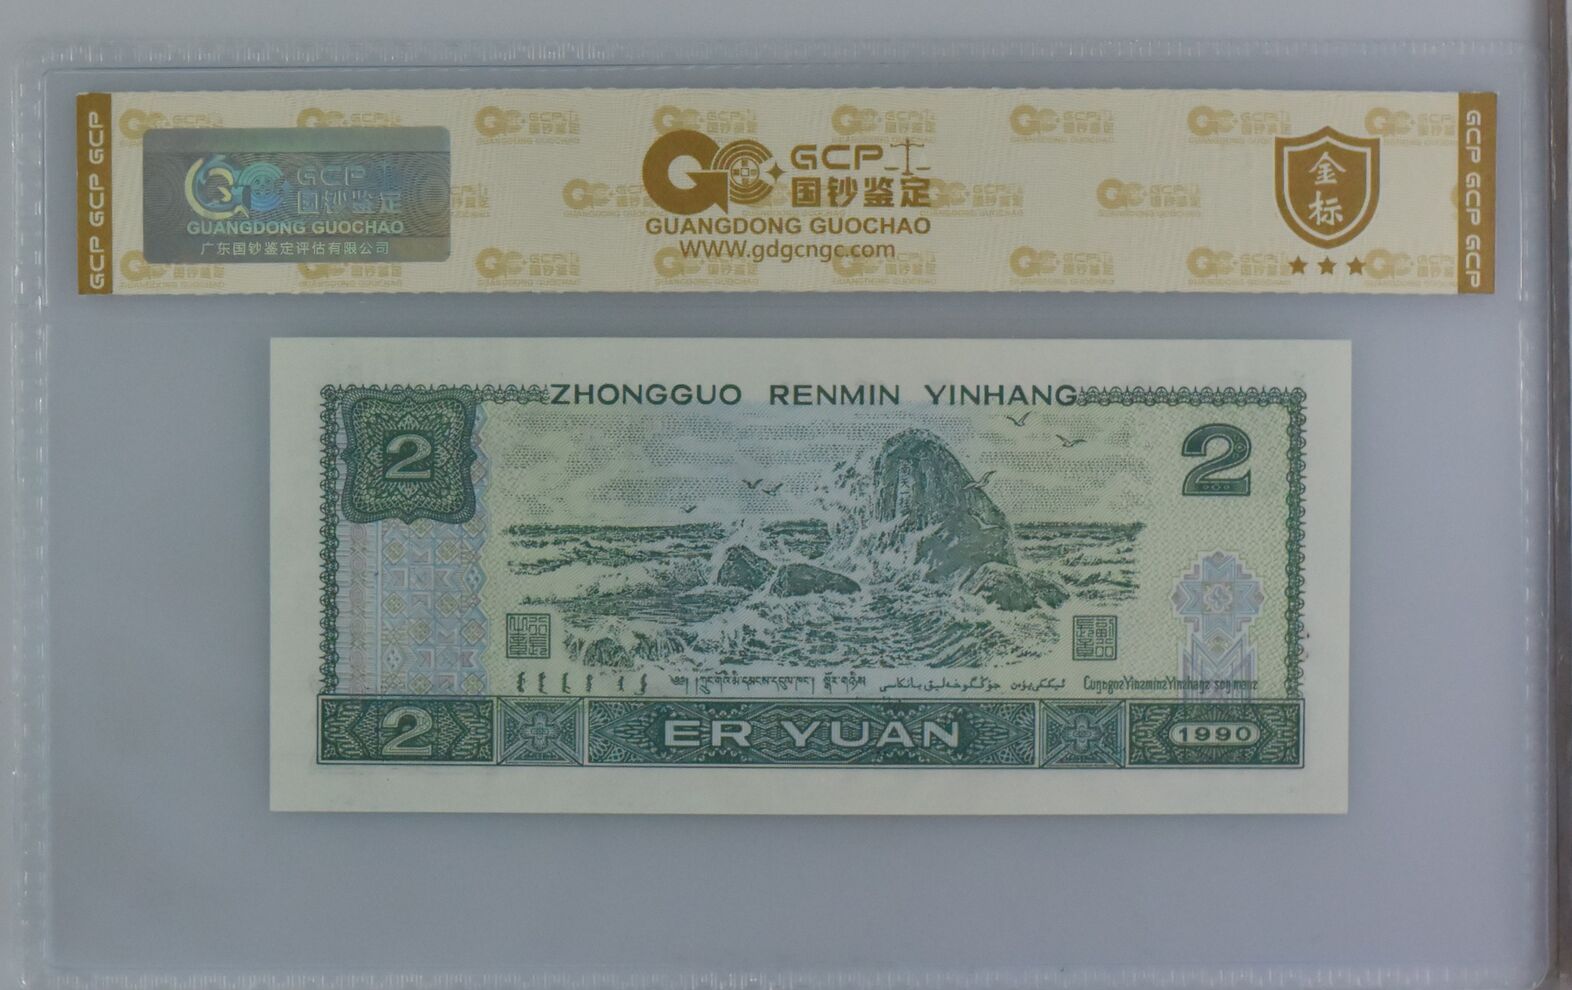 GCP GCP GCP
GCP
国钞鉴定
GUANGDONG GUOCHAO
广东国钞鉴定评估有限公司
GCP
国钞鉴定
GUANGDONG GUOCHAO
WWW.gdgcngc.com
金标
GCP GCP GCP
ZHONGGUO RENMIN YINHANG
2
2
2
ER YUAN
1990